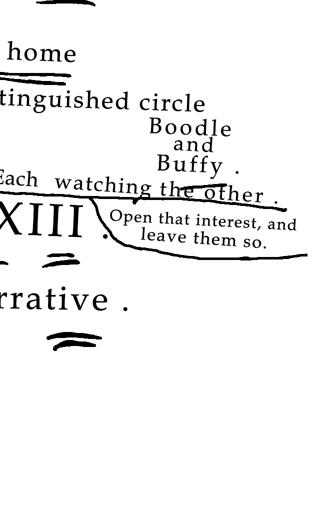 home
tinguished circle
Boodle
and
Buffy .
Each watching the other .
XIII .
Open that interest, and
leave them so.
rrative .